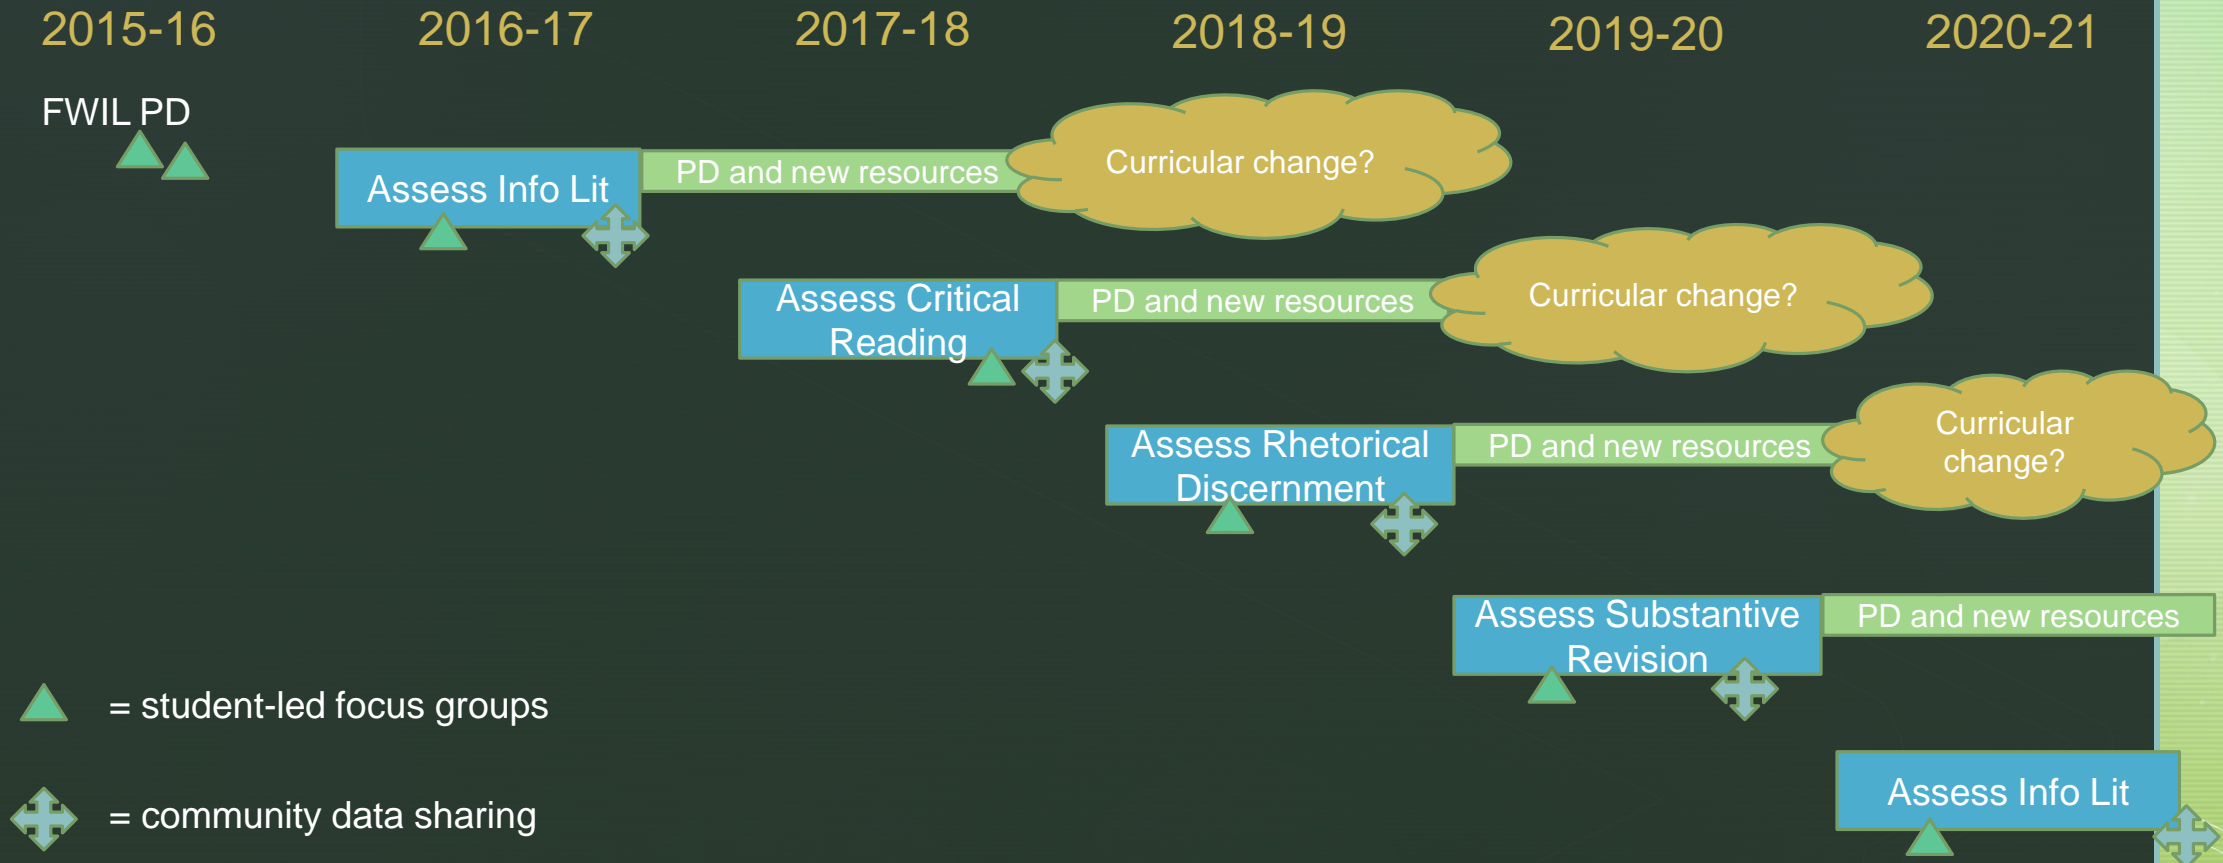 2015-16
2016-17
2017-18
2018-19
2019-20
2020-21
FWIL PD
Assess Info Lit
PD and new resources
Curricular change?
Assess Critical
Reading
PD and new resources
Curricular change?
Assess Rhetorical
Discernment
PD and new resources
Curricular
change?
Assess Substantive
Revision
PD and new resources
= student-led focus groups
Assess Info Lit
= community data sharing